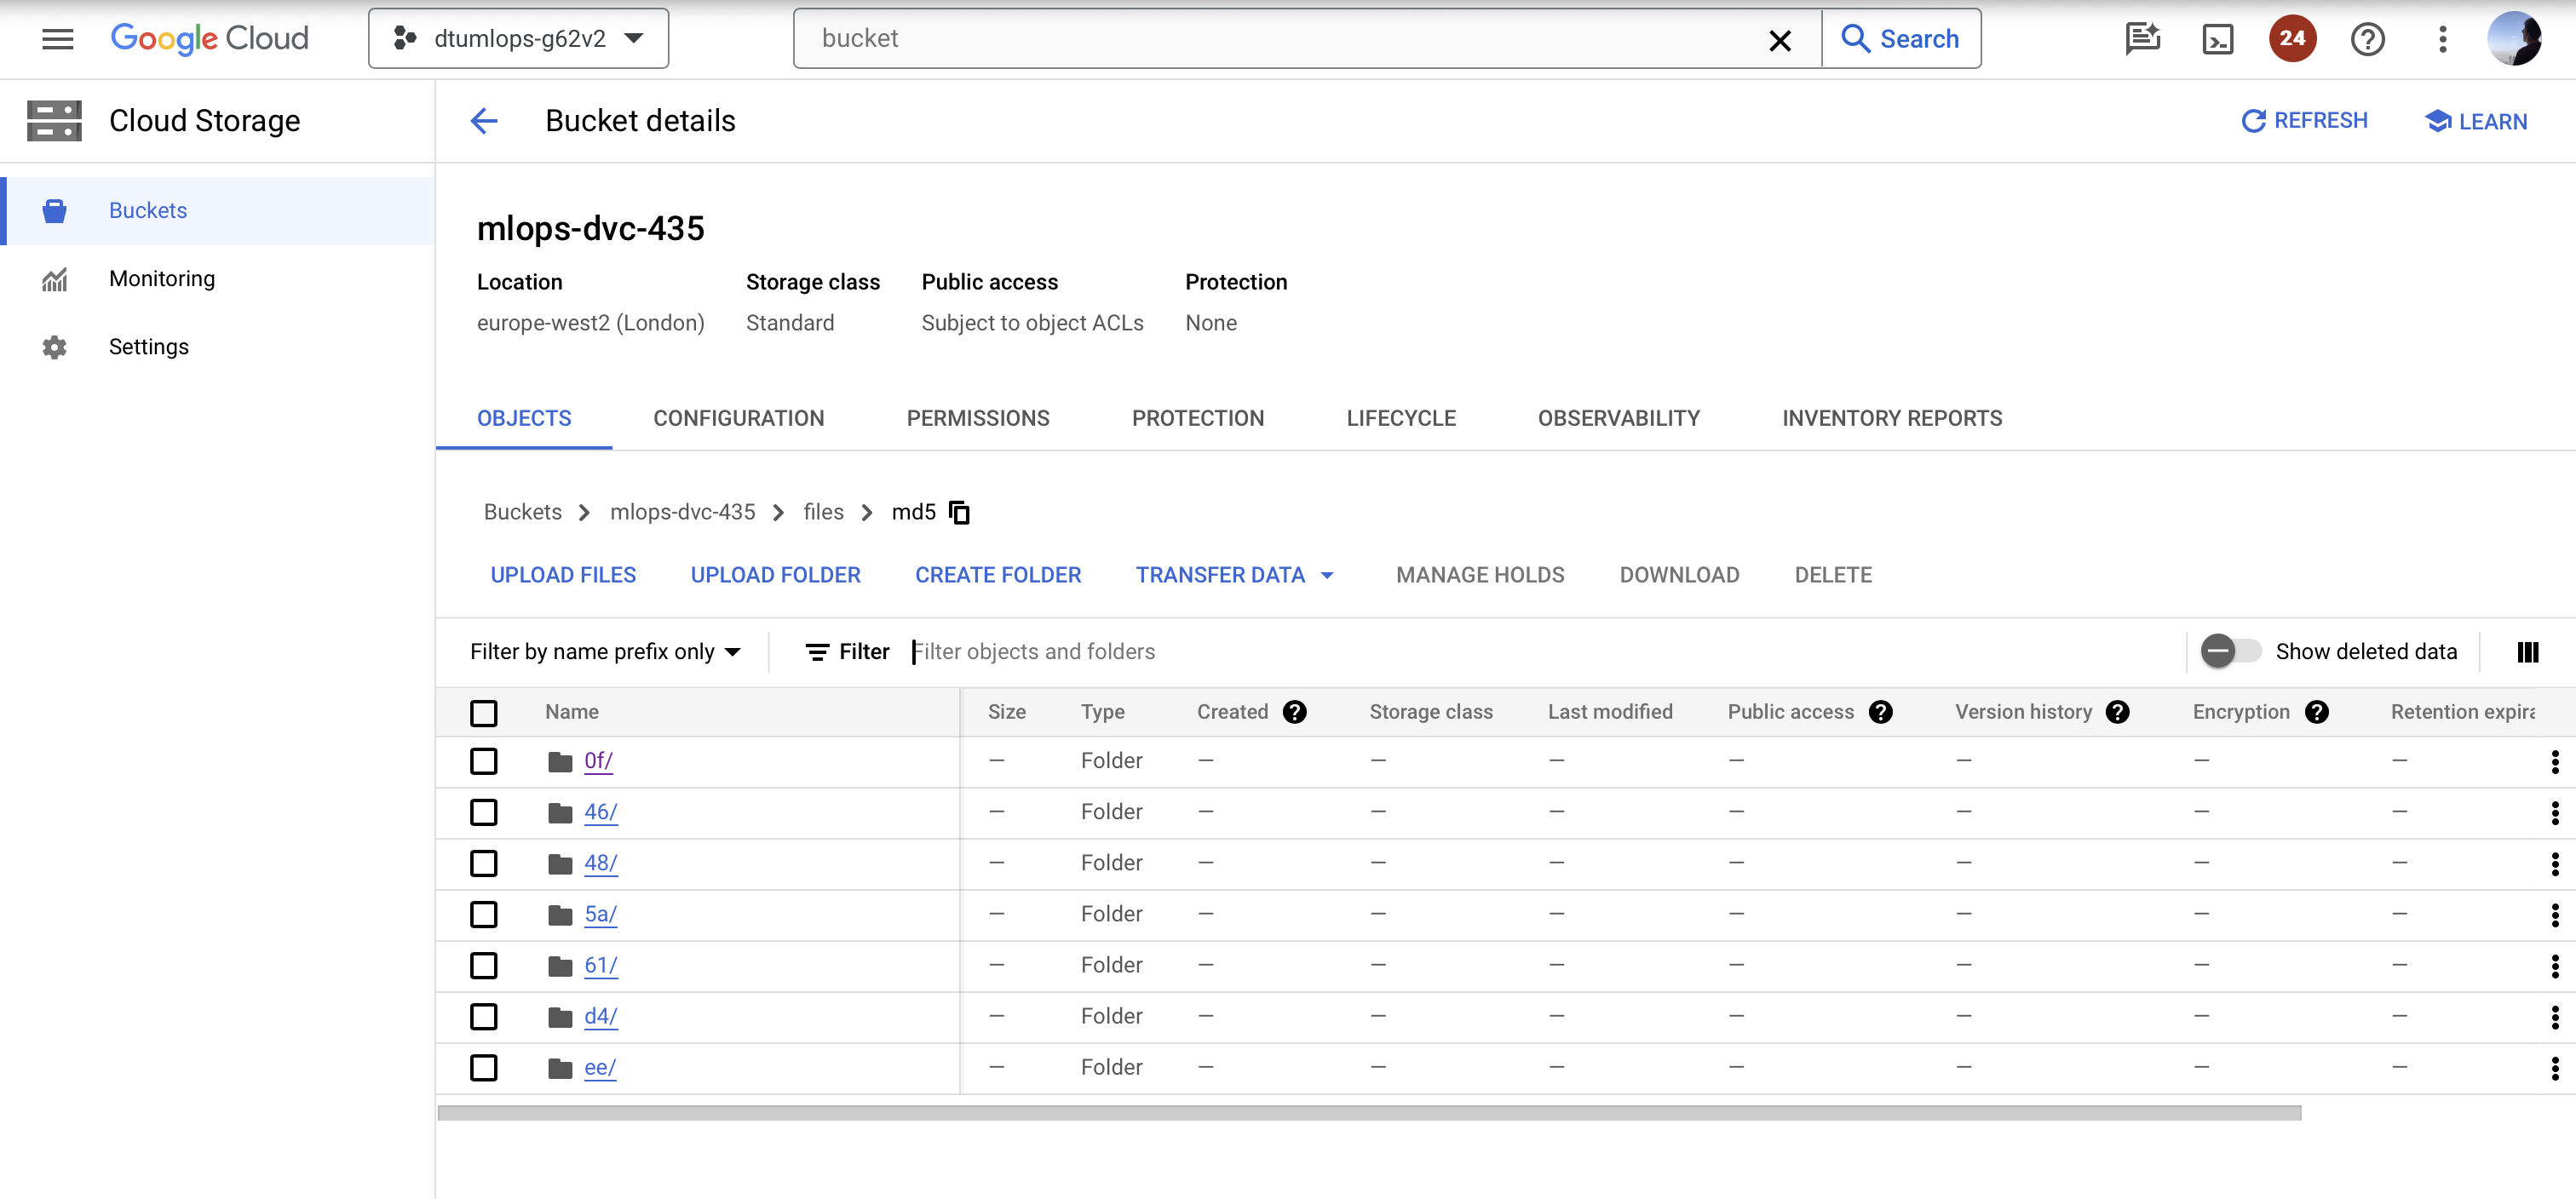 Google Cloud dtumlops-g62v2 bucket Search 24
Cloud Storage Bucket details REFRESH LEARN
Buckets
Monitoring
Settings
mlops-dvc-435
Location Storage class Public access Protection
europe-west2 (London) Standard Subject to object ACLs None
OBJECTS CONFIGURATION PERMISSIONS PROTECTION LIFECYCLE OBSERVABILITY INVENTORY REPORTS
Buckets > mlops-dvc-435 > files > md5
UPLOAD FILES UPLOAD FOLDER CREATE FOLDER TRANSFER DATA MANAGE HOLDS DOWNLOAD DELETE
Filter by name prefix only Filter Filter objects and folders Show deleted data
Name Size Type Created Storage class Last modified Public access Version history Encryption Retention expira
0f/ — Folder — — — — — — —
46/ — Folder — — — — — — —
48/ — Folder — — — — — — —
5a/ — Folder — — — — — — —
61/ — Folder — — — — — — —
d4/ — Folder — — — — — — —
ee/ — Folder — — — — — — —